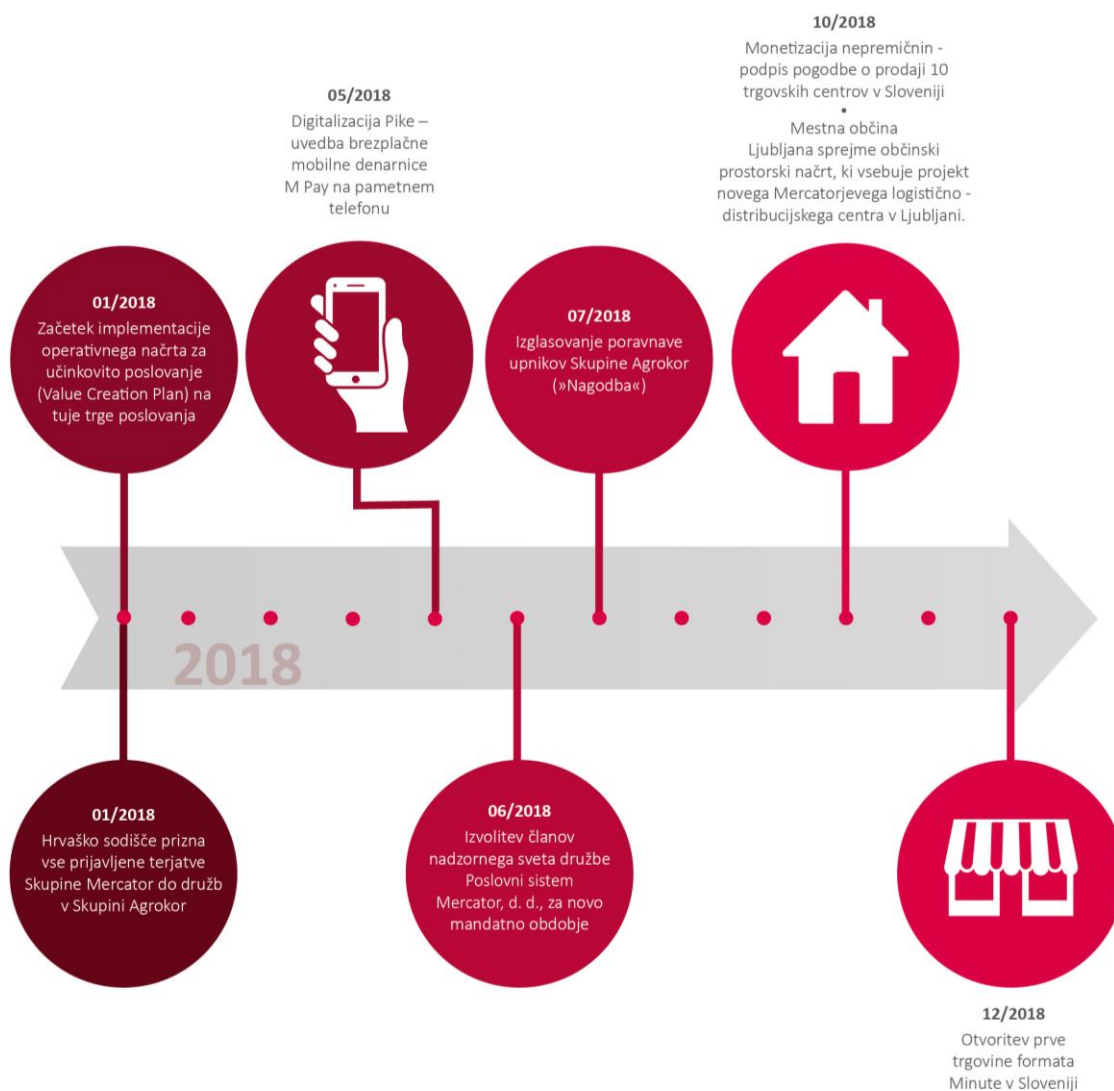 10/2018
Monetizacija nepremičnin -
podpis pogodbe o prodaji 10
trgovskih centrov v Sloveniji
•
Mestna občina
Ljubljana sprejme občinski
prostorski načrt, ki vsebuje projekt
novega Mercatorjevega logistično -
distribucijskega centra v Ljubljani.
05/2018
Digitalizacija Pike –
uvedba brezplačne
mobilne denarnice
M Pay na pametnem
telefonu
01/2018
Začetek implementacije
operativnega načrta za
učinkovito poslovanje
(Value Creation Plan) na
tuje trge poslovanja
07/2018
Izglasovanje poravnave
upnikov Skupine Agrokor
(»Nagodba«)
2018
01/2018
Hrvaško sodišče prizna
vse prijavljene terjatve
Skupine Mercator do družb
v Skupini Agrokor
06/2018
Izvolitev članov
nadzornega sveta družbe
Poslovni sistem
Mercator, d. d., za novo
mandatno obdobje
12/2018
Otvoritev prve
trgovine formata
Minute v Sloveniji